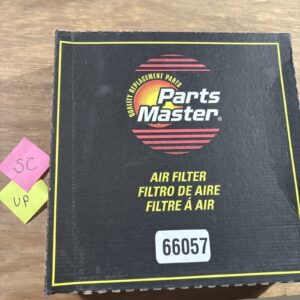 QUALITY REPLACEMENT PARTS
Parts
Master®
AIR FILTER
FILTRO DE AIRE
FILTRE À AIR
66057
SC
UP